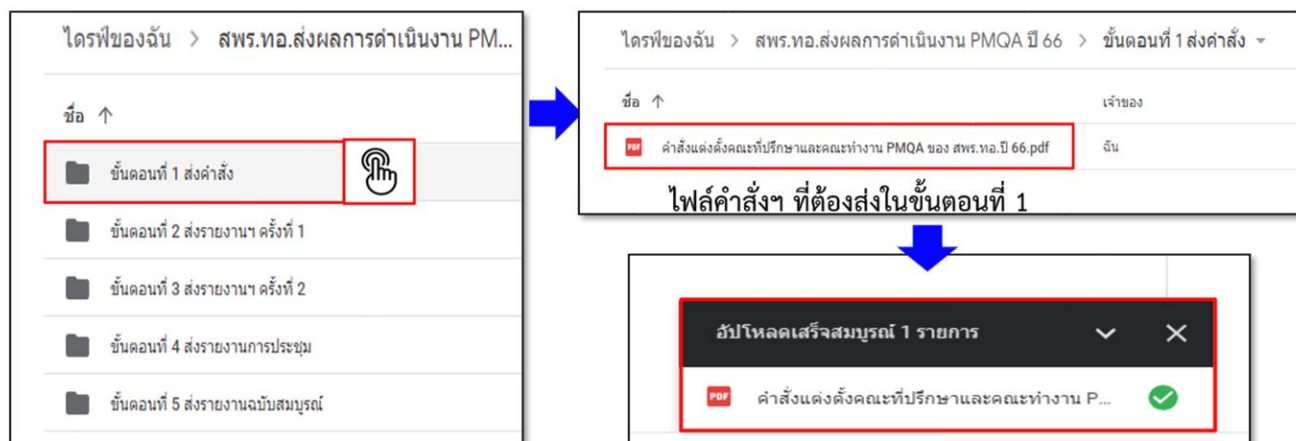 ไดรฟ์ของฉัน > สพร.ทอ.ส่งผลการดำเนินงาน PM...
ชื่อ ↑
ขั้นตอนที่ 1 ส่งคำสั่ง
ขั้นตอนที่ 2 ส่งรายงานฯ ครั้งที่ 1
ขั้นตอนที่ 3 ส่งรายงานฯ ครั้งที่ 2
ขั้นตอนที่ 4 ส่งรายงานการประชุม
ขั้นตอนที่ 5 ส่งรายงานฉบับสมบูรณ์
ไดรฟ์ของฉัน > สพร.ทอ.ส่งผลการดำเนินงาน PMQA ปี 66 > ขั้นตอนที่ 1 ส่งคำสั่ง
ชื่อ ↑ เจ้าของ
PDF คำสั่งแต่งตั้งคณะที่ปรึกษาและคณะทำงาน PMQA ของ สพร.ทอ.ปี 66.pdf ฉัน
ไฟล์คำสั่งฯ ที่ต้องส่งในขั้นตอนที่ 1
อัปโหลดเสร็จสมบูรณ์ 1 รายการ
PDF คำสั่งแต่งตั้งคณะที่ปรึกษาและคณะทำงาน P...